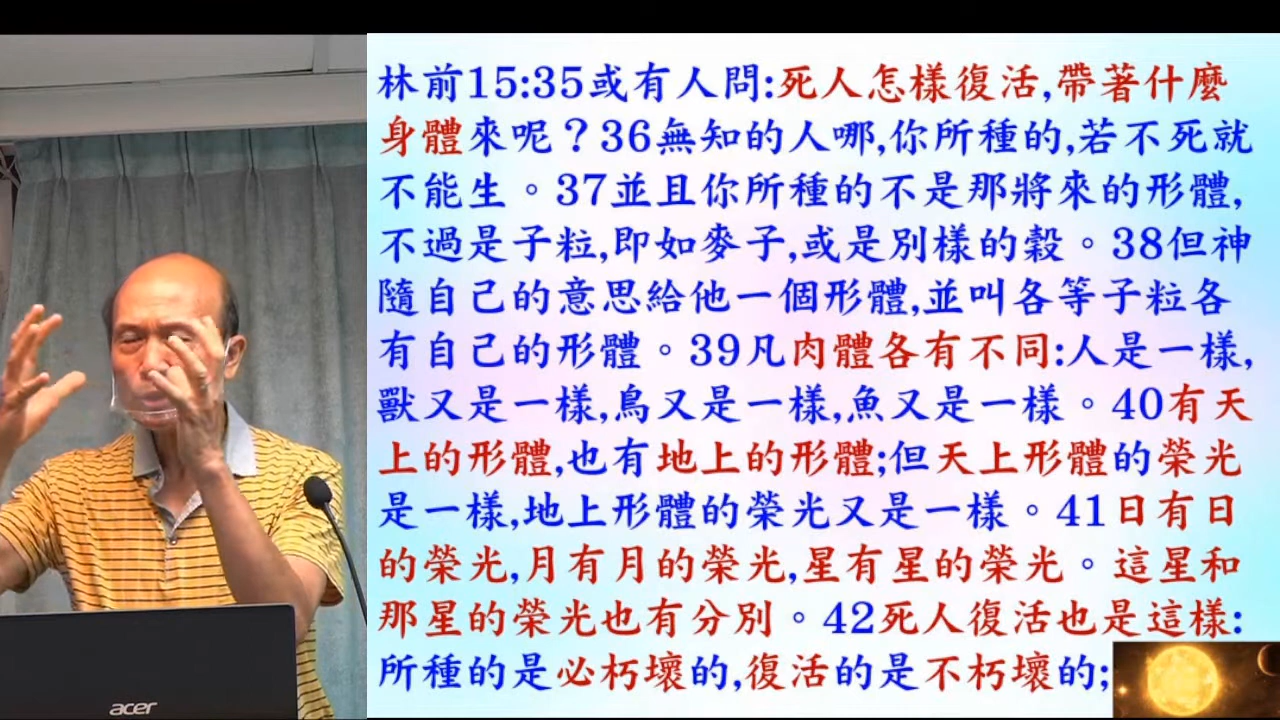 林前15:35或有人問:死人怎樣復活,帶著什麼
身體來呢？36無知的人哪,你所種的,若不死就
不能生。37並且你所種的不是那將來的形體,
不過是子粒,即如麥子,或是別樣的穀。38但神
隨自己的意思給他一個形體,並叫各等子粒各
有自己的形體。39凡肉體各有不同:人是一樣,
獸又是一樣,鳥又是一樣,魚又是一樣。40有天
上的形體,也有地上的形體;但天上形體的榮光
是一樣,地上形體的榮光又是一樣。41日有日
的榮光,月有月的榮光,星有星的榮光。這星和
那星的榮光也有分別。42死人復活也是這樣:
所種的是必朽壞的,復活的是不朽壞的;
acer